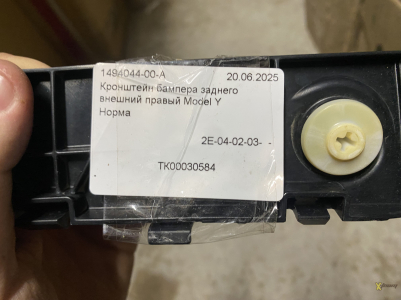 1494044-00-A 20.06.2025
Кронштейн бампера заднего
внешний правый Model Y
Норма
2E-04-02-03- -
TK00030584